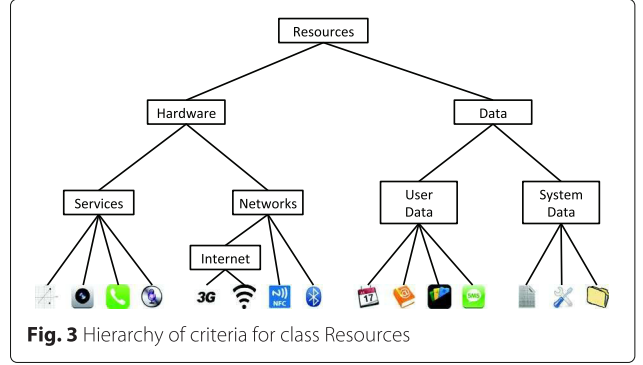 Resources
Hardware
Data
Services
Networks
User
Data
System
Data
Internet
3G
NFC
17
SMS
Fig. 3 Hierarchy of criteria for class Resources